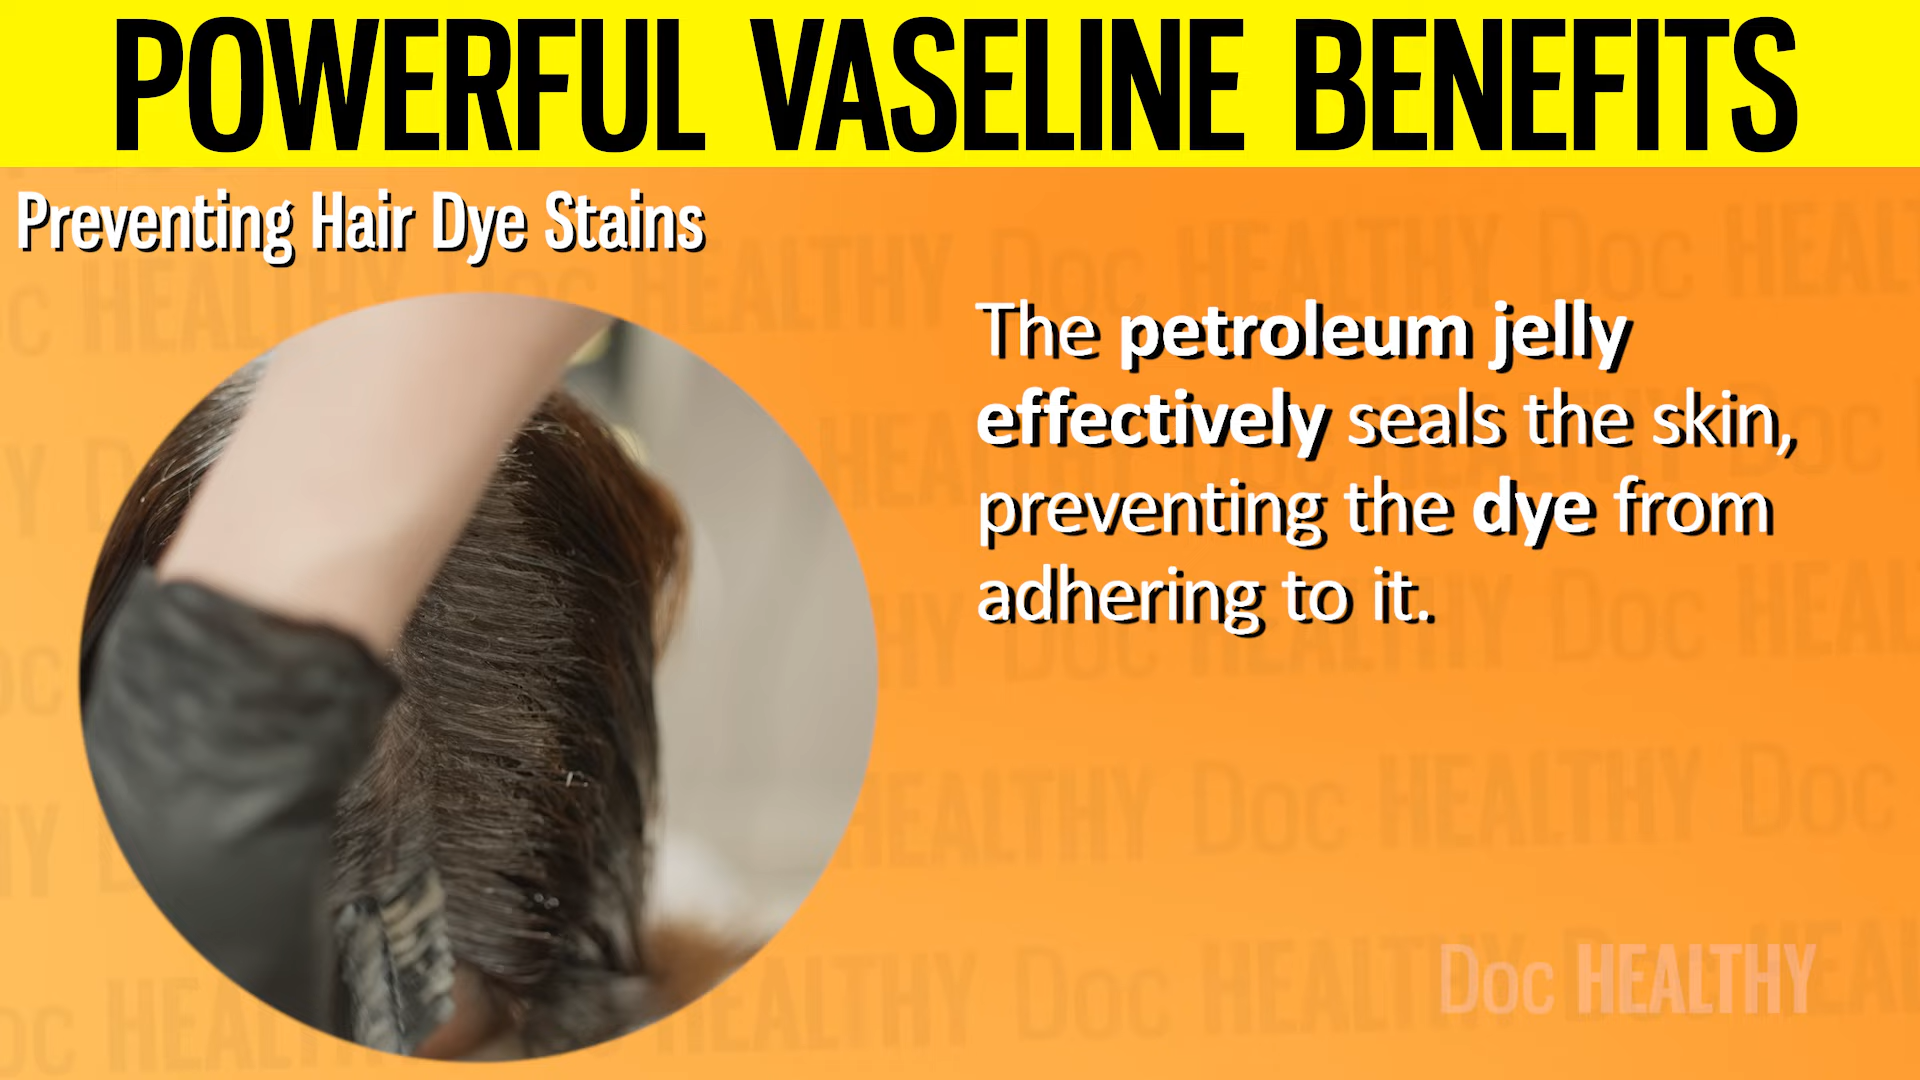 POWERFUL VASELINE BENEFITS
Preventing Hair Dye Stains
The petroleum jelly
effectively seals the skin,
preventing the dye from
adhering to it.
Doc HEALTHY